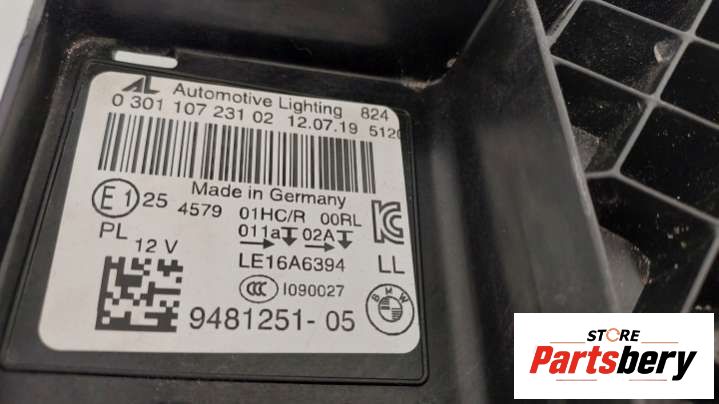 AL Automotive Lighting 824
0 301 107 231 02 12.07.19 5120
Made in Germany
E1 25 4579 01HC/R 00RL
PL 12 V 011a 02A
LE16A6394 LL
CCC I090027
BMW
9481251-05
STORE
Partsbery